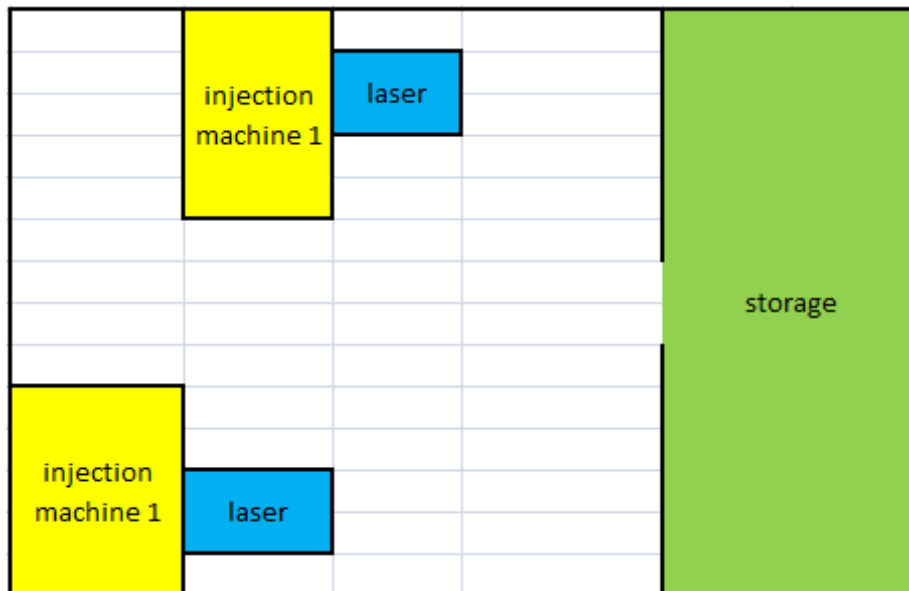 injection
machine 1
laser
storage
injection
machine 1
laser